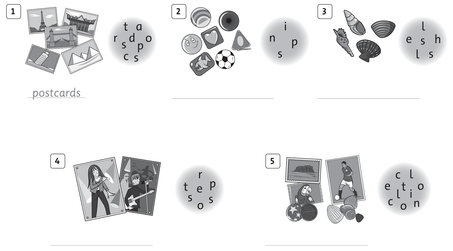 1
t a
r s d p o
c s
postcards
2
i
n p
s
3
l
e s h
l s
4
r
t e p
s o s
5
c l
e t l i o
c o n